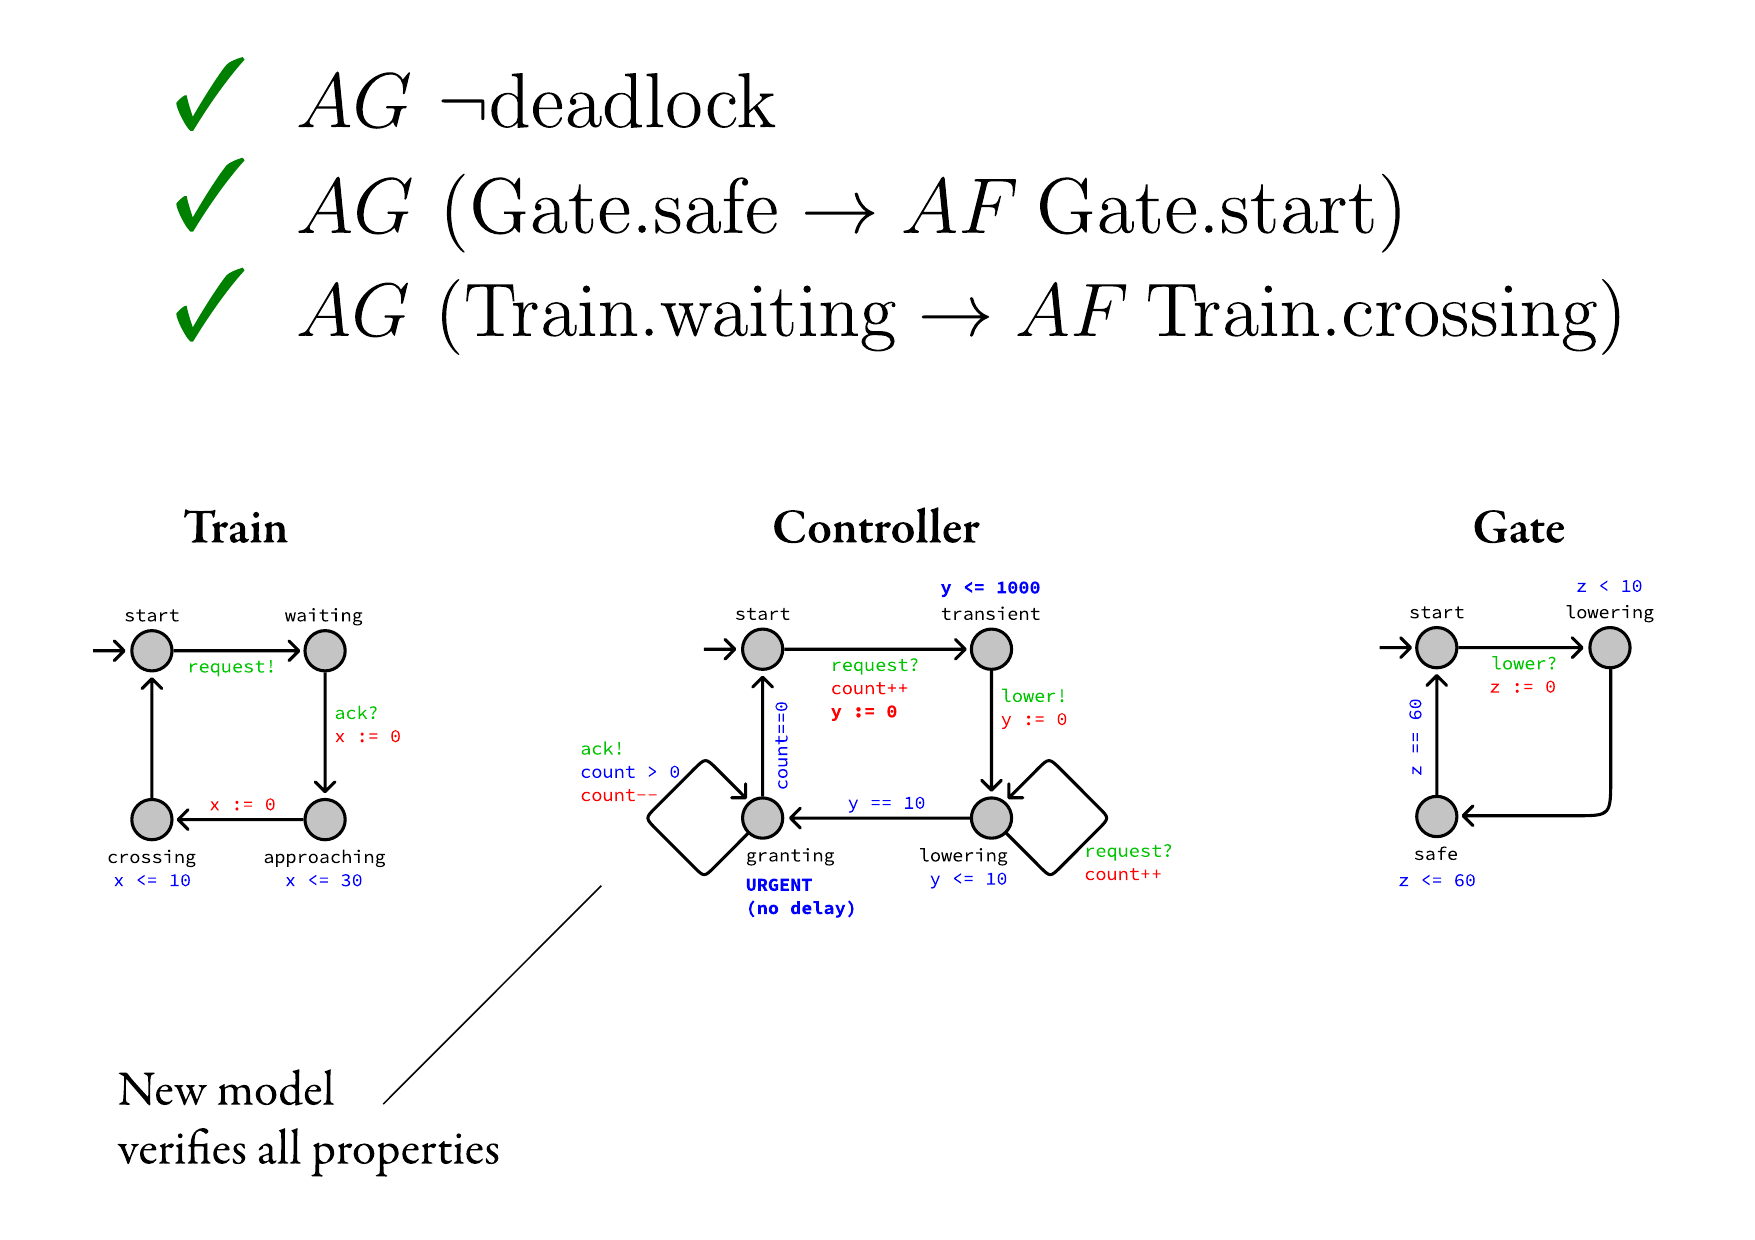 ✓ AG ¬deadlock
✓ AG (Gate.safe → AF Gate.start)
✓ AG (Train.waiting → AF Train.crossing)
Train
start
waiting
request!
ack?
x := 0
x := 0
crossing
x <= 10
approaching
x <= 30
Controller
y <= 1000
start
transient
request?
count++
y := 0
lower!
y := 0
count==0
ack!
count > 0
count--
y == 10
granting
URGENT
(no delay)
lowering
y <= 10
request?
count++
Gate
z < 10
start
lowering
lower?
z := 0
z == 60
safe
z <= 60
New model
verifies all properties